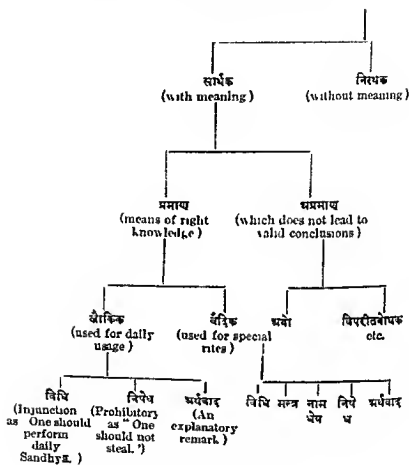 सार्थक निरर्थक
(with meaning) (without meaning)
प्रमाण अप्रमाण
(means of right (which does not lead to
knowledge) valid conclusions)
लौकिक वैदिक विपरीतबोधक
(used for daily (used for special etc.
usage) rites)
विधि निषेध अर्थवाद विधि मन्त्र नाम निषे अर्थवाद
(Injunction (Prohibitory (An धेय ध
as One should as " One explanatory
perform should not remark.)
daily steal.")
Sandhyā.